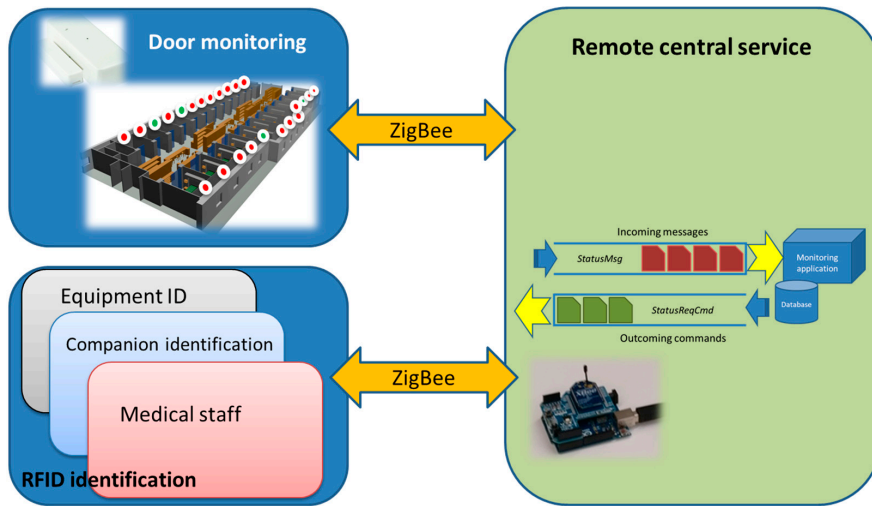 Door monitoring
Remote central service
ZigBee
Incoming messages
StatusMsg
Monitoring
application
Database
StatusReqCmd
Outcoming commands
Equipment ID
Companion identification
Medical staff
RFID identification
ZigBee